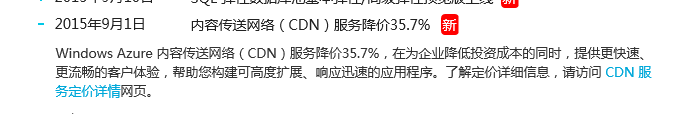 2015年9月1日 内容传送网络（CDN）服务降价35.7% 新
Windows Azure 内容传送网络（CDN）服务降价35.7%，在为企业降低投资成本的同时，提供更快速、
更流畅的客户体验，帮助您构建可高度扩展、响应迅速的应用程序。了解定价详细信息，请访问 CDN 服
务定价详情网页。